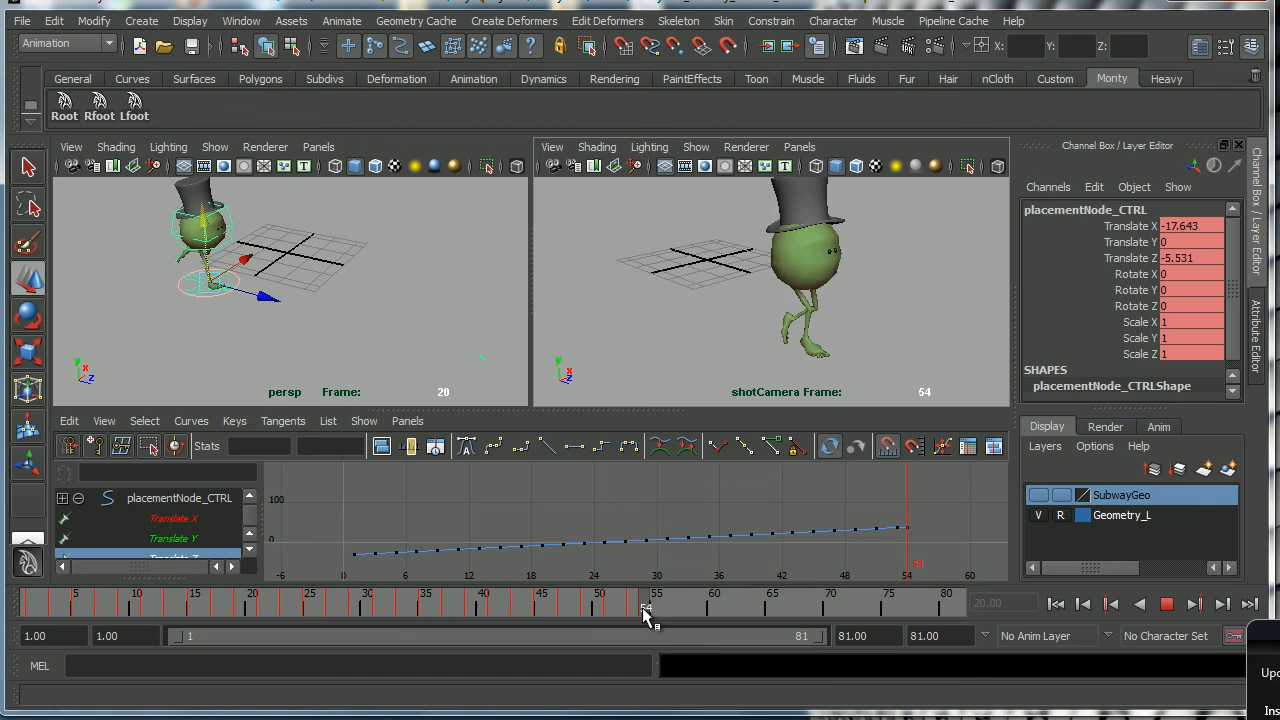 File Edit Modify Create Display Window Assets Animate Geometry Cache Create Deformers Edit Deformers Skeleton Skin Constrain Character Muscle Pipeline Cache Help
Animation X: Y: Z:
General Curves Surfaces Polygons Subdivs Deformation Animation Dynamics Rendering PaintEffects Toon Muscle Fluids Fur Hair nCloth Custom Monty Heavy
Root Rfoot Lfoot
View Shading Lighting Show Renderer Panels
View Shading Lighting Show Renderer Panels
persp Frame: 20
shotCamera Frame: 54
Channel Box / Layer Editor
Channels Edit Object Show
placementNode_CTRL
Translate X -17.643
Translate Y 0
Translate Z -5.531
Rotate X 0
Rotate Y 0
Rotate Z 0
Scale X 1
Scale Y 1
Scale Z 1
SHAPES
placementNode_CTRLShape
Channel Box / Layer Editor
Attribute Editor
Display Render Anim
Layers Options Help
SubwayGeo
V R Geometry_L
Edit View Select Curves Keys Tangents List Show Panels
Stats
placementNode_CTRL
Translate X
Translate Y
100
0
-6 0 6 12 18 24 30 36 42 48 54 60
54
5 10 15 20 25 30 35 40 45 50 55 60 65 70 75 80
54
20.00
1.00 1.00 1 81 81.00 81.00 No Anim Layer No Character Set
MEL